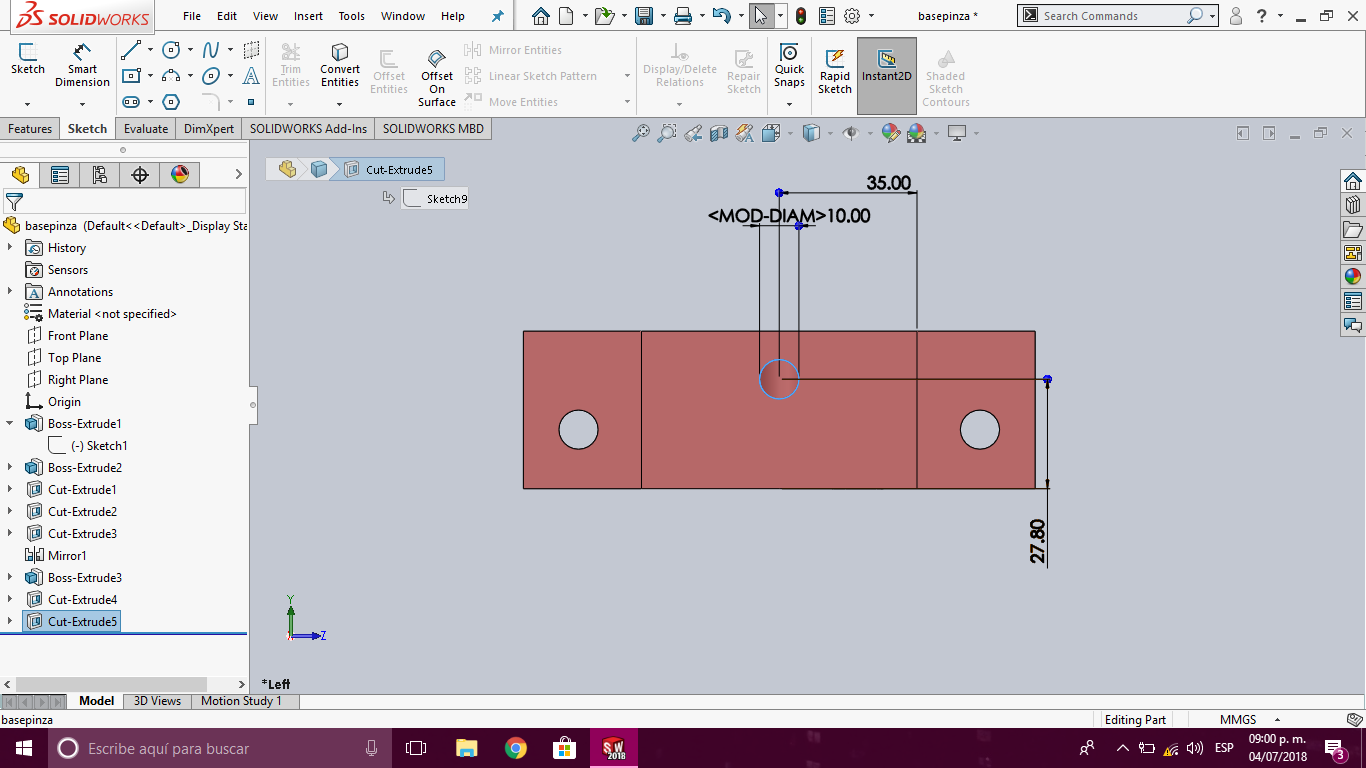 SOLIDWORKS
File Edit View Insert Tools Window Help
basepinza *
Search Commands
Sketch
Smart Dimension
Trim Entities
Convert Entities
Offset Entities
Offset On Surface
Mirror Entities
Linear Sketch Pattern
Move Entities
Display/Delete Relations
Repair Sketch
Quick Snaps
Rapid Sketch
Instant2D
Shaded Sketch Contours
Features Sketch Evaluate DimXpert SOLIDWORKS Add-Ins SOLIDWORKS MBD
Cut-Extrude5
Sketch9
basepinza (Default<<Default>_Display Sta
History
Sensors
Annotations
Material <not specified>
Front Plane
Top Plane
Right Plane
Origin
Boss-Extrude1
(-) Sketch1
Boss-Extrude2
Cut-Extrude1
Cut-Extrude2
Cut-Extrude3
Mirror1
Boss-Extrude3
Cut-Extrude4
Cut-Extrude5
35.00
<MOD-DIAM>10.00
27.80
Y
Z
*Left
Model 3D Views Motion Study 1
basepinza
Editing Part
MMGS
Escribe aquí para buscar
SW
2018
ESP
09:00 p. m.
04/07/2018
3